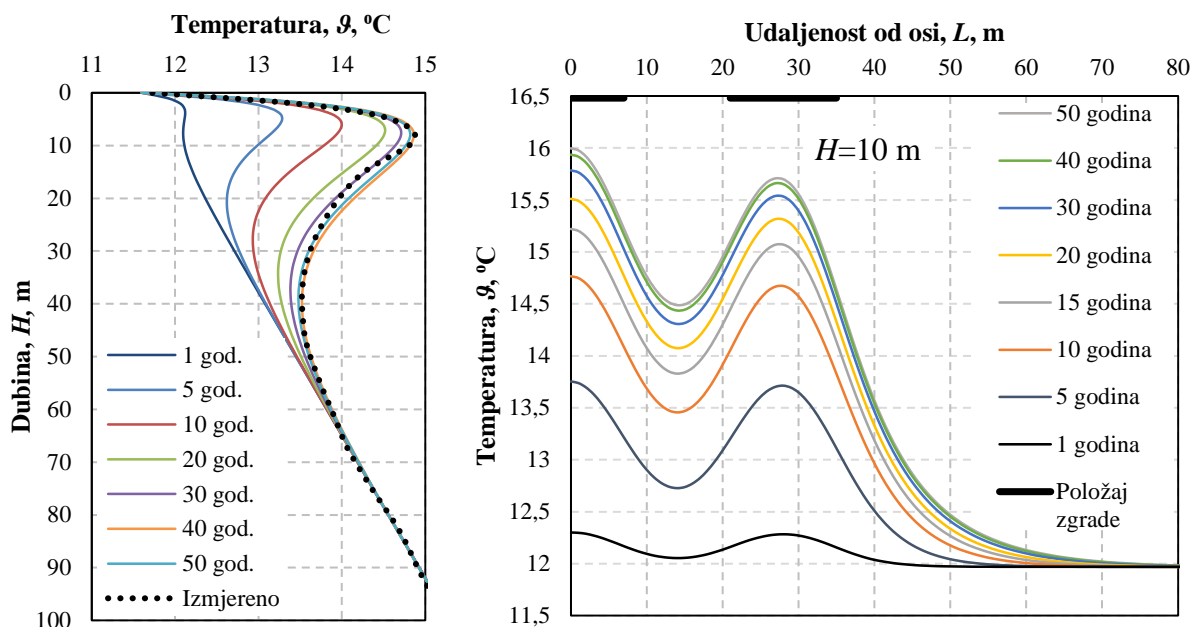 Temperatura, ϑ, ºC
11 12 13 14 15
0
10
20
30
40
50
60
70
80
90
100
Dubina, H, m
1 god.
5 god.
10 god.
20 god.
30 god.
40 god.
50 god.
Izmjereno
Udaljenost od osi, L, m
0 10 20 30 40 50 60 70 80
16,5
16
15,5
15
14,5
14
13,5
13
12,5
12
11,5
Temperatura, ϑ, ºC
H=10 m
50 godina
40 godina
30 godina
20 godina
15 godina
10 godina
5 godina
1 godina
Položaj
zgrade